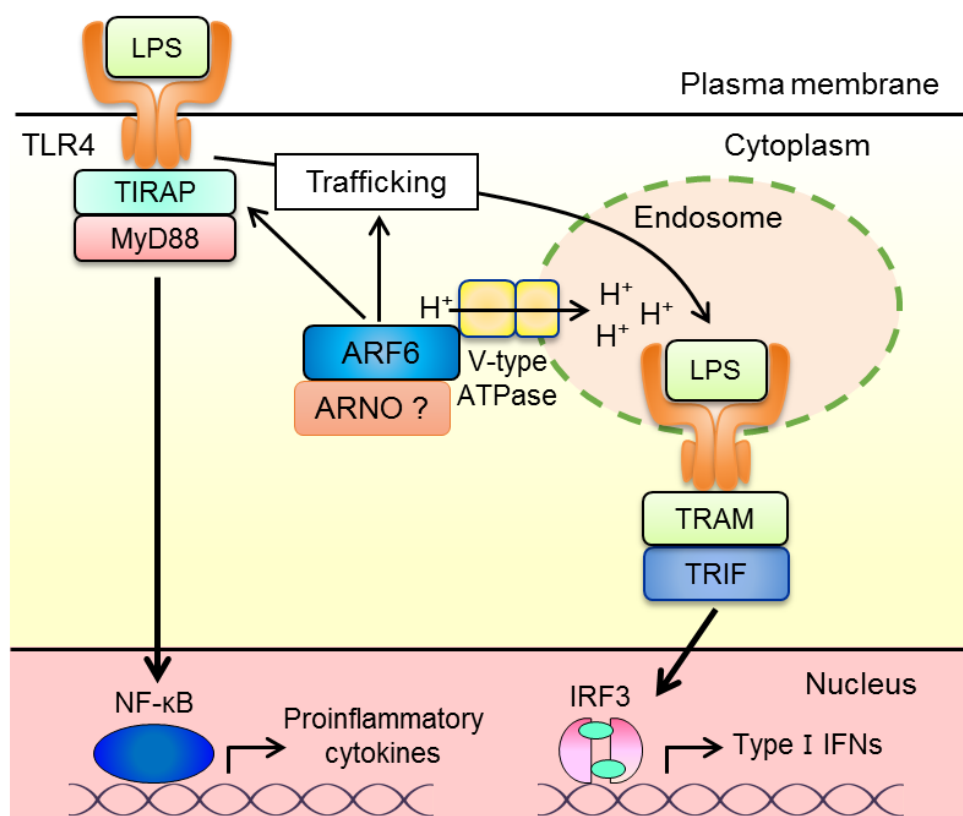 LPS
Plasma membrane
TLR4
Cytoplasm
TIRAP
Trafficking
MyD88
Endosome
H⁺
H⁺
H⁺
H⁺
ARF6
V-type
ATPase
LPS
ARNO ?
TRAM
TRIF
Nucleus
NF-κB
IRF3
Proinflammatory
cytokines
Type I IFNs